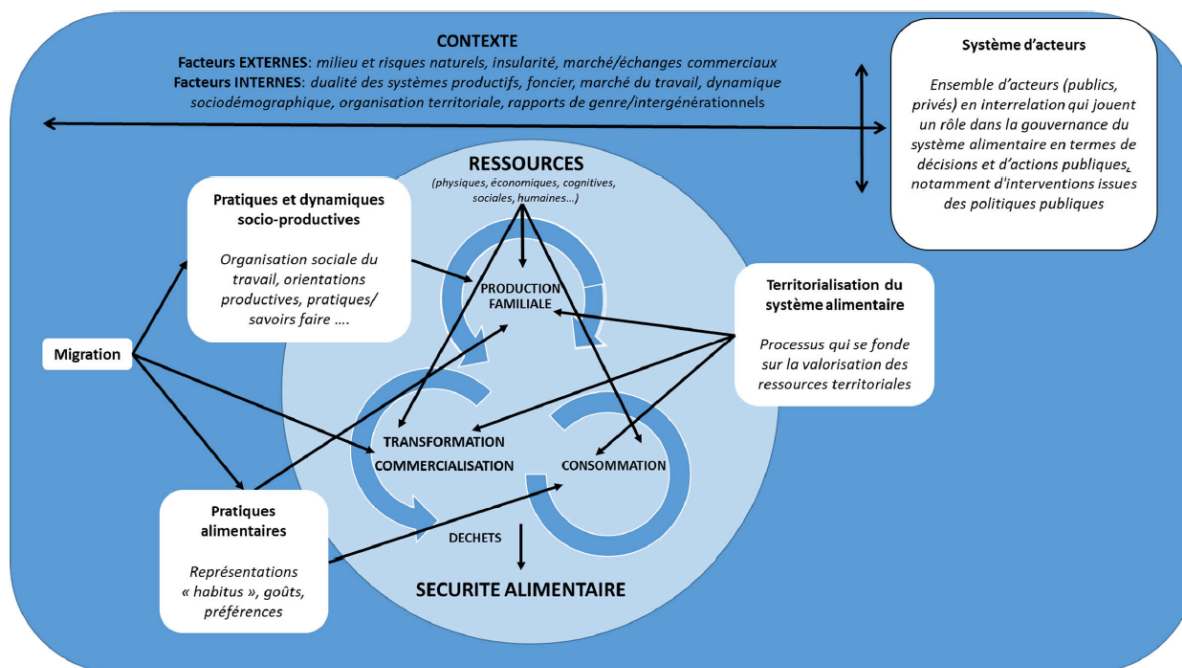 CONTEXTE
Facteurs EXTERNES: milieu et risques naturels, insularité, marché/échanges commerciaux
Facteurs INTERNES: dualité des systèmes productifs, foncier, marché du travail, dynamique
sociodémographique, organisation territoriale, rapports de genre/intergénérationnels
Système d'acteurs
Ensemble d'acteurs (publics,
privés) en interrelation qui jouent
un rôle dans la gouvernance du
système alimentaire en termes de
décisions et d'actions publiques,
notamment d'interventions issues
des politiques publiques
RESSOURCES
(physiques, économiques, cognitives,
sociales, humaines...)
Pratiques et dynamiques
socio-productives
Organisation sociale du
travail, orientations
productives, pratiques/
savoirs faire ....
PRODUCTION
FAMILIALE
Territorialisation du
système alimentaire
Processus qui se fonde
sur la valorisation des
ressources territoriales
Migration
TRANSFORMATION
COMMERCIALISATION
CONSOMMATION
Pratiques
alimentaires
Représentations
« habitus », goûts,
préférences
DECHETS
SECURITE ALIMENTAIRE